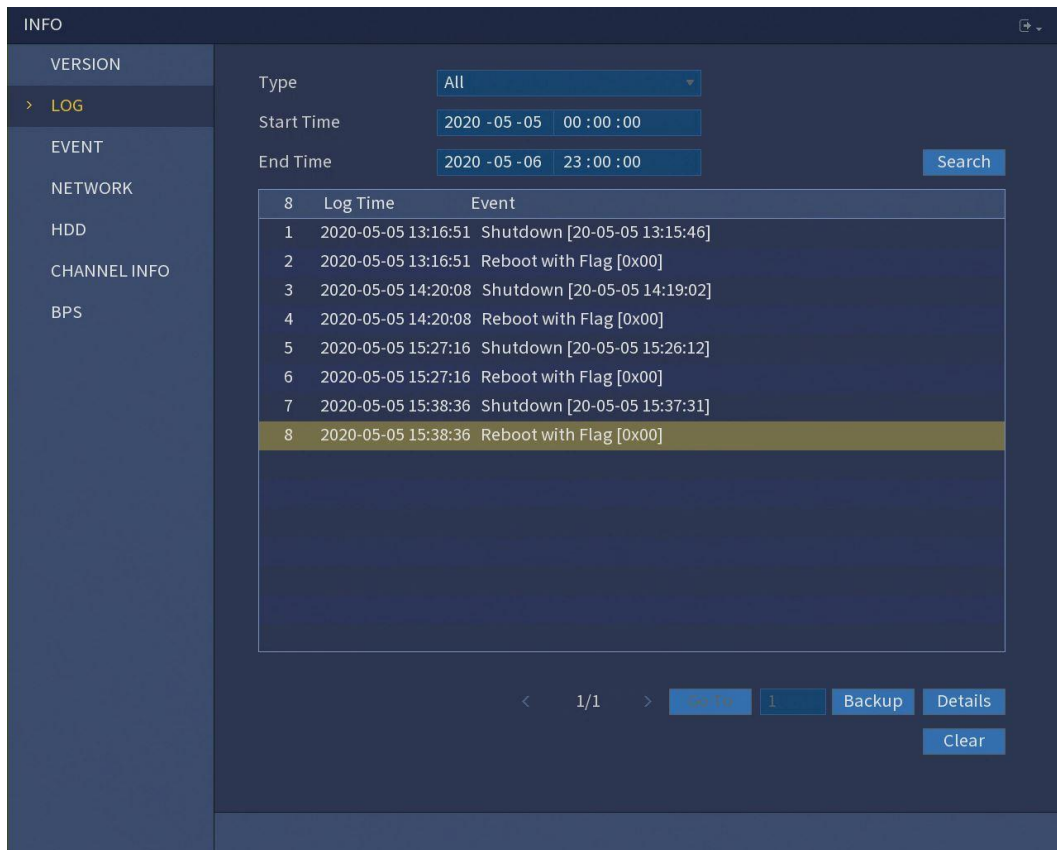 INFO
VERSION
LOG
EVENT
NETWORK
HDD
CHANNEL INFO
BPS
Type All
Start Time 2020 -05 -05 00 : 00 : 00
End Time 2020 -05 -06 23 : 00 : 00
Search
8 Log Time Event
1 2020-05-05 13:16:51 Shutdown [20-05-05 13:15:46]
2 2020-05-05 13:16:51 Reboot with Flag [0x00]
3 2020-05-05 14:20:08 Shutdown [20-05-05 14:19:02]
4 2020-05-05 14:20:08 Reboot with Flag [0x00]
5 2020-05-05 15:27:16 Shutdown [20-05-05 15:26:12]
6 2020-05-05 15:27:16 Reboot with Flag [0x00]
7 2020-05-05 15:38:36 Shutdown [20-05-05 15:37:31]
8 2020-05-05 15:38:36 Reboot with Flag [0x00]
< 1/1 > 1 Backup Details
Clear